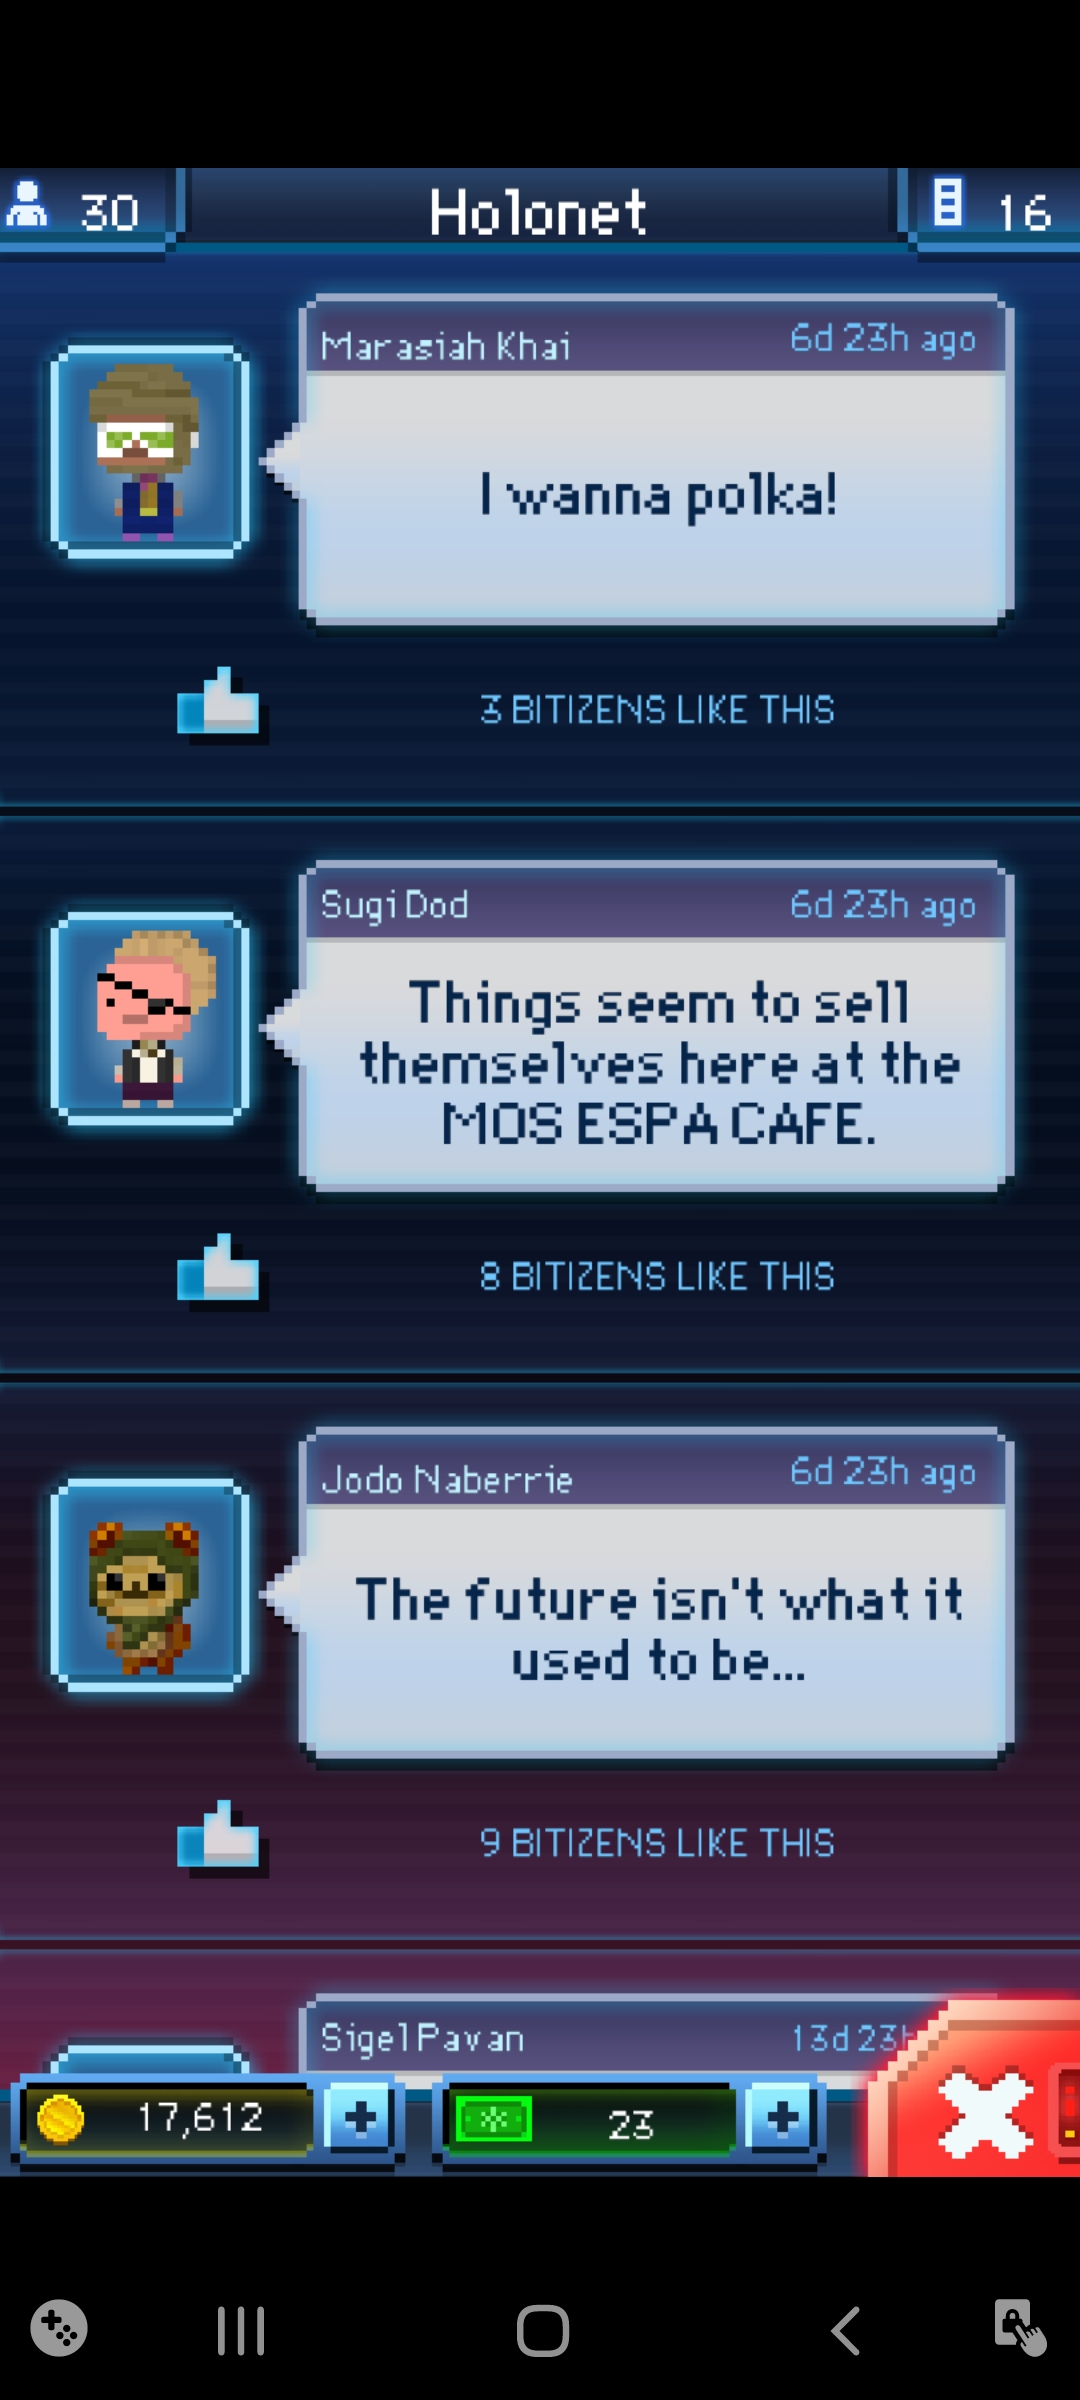 30 Holonet 16
Marasiah Khai 6d 23h ago
I wanna polka!
3 BITIZENS LIKE THIS
Sugi Dod 6d 23h ago
Things seem to sell
themselves here at the
MOS ESPA CAFE.
8 BITIZENS LIKE THIS
Jodo Naberrie 6d 23h ago
The future isn't what it
used to be...
9 BITIZENS LIKE THIS
Sigel Pavan 13d 23h
17,612 + 23 +